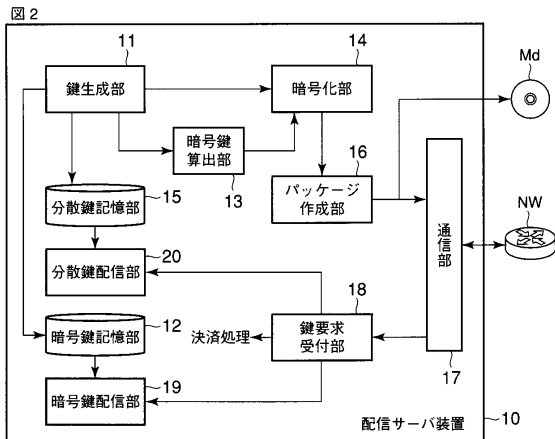 図2
11
鍵生成部
14
暗号化部
Md
暗号鍵
算出部
13
16
パッケージ
作成部
15
分散鍵記憶部
通信部
NW
20
分散鍵配信部
18
鍵要求
受付部
決済処理
12
暗号鍵記憶部
17
19
暗号鍵配信部
配信サーバ装置
10